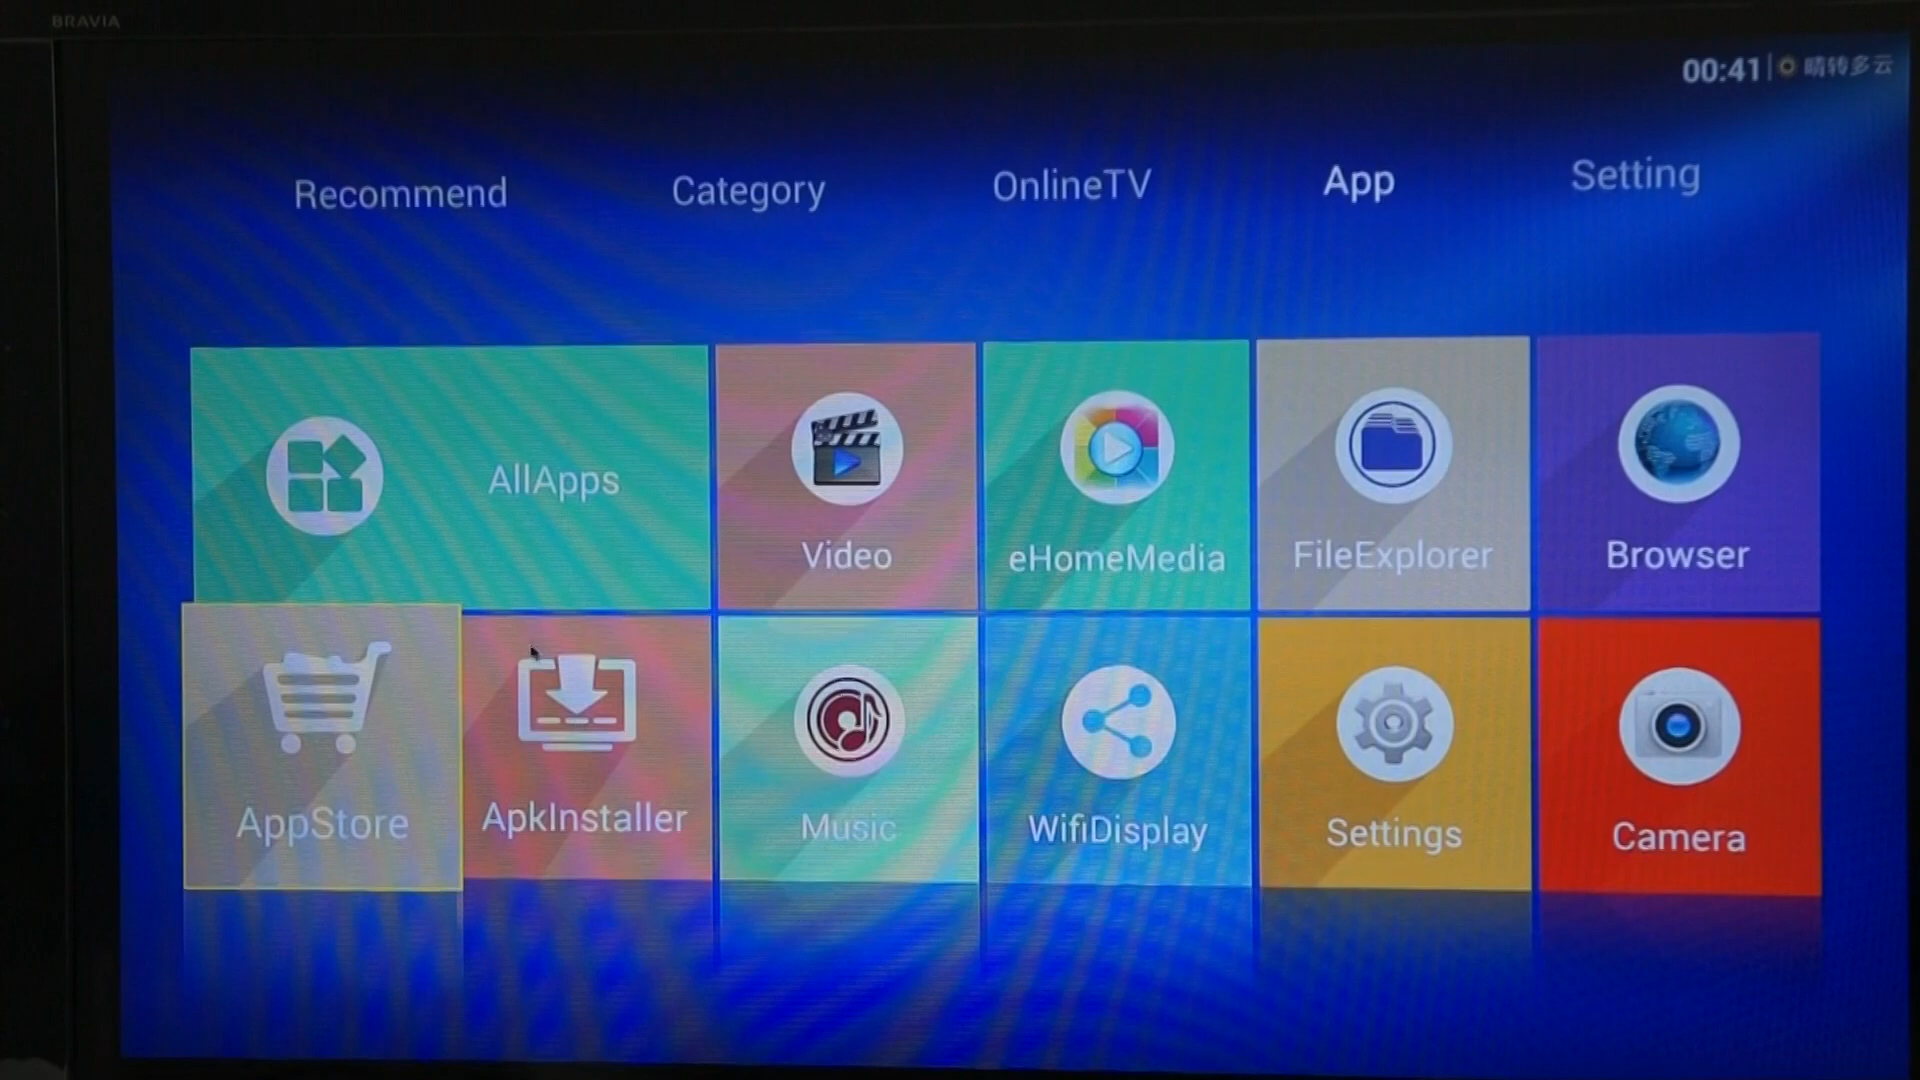 BRAVIA
00:41 晴转多云
Recommend Category OnlineTV App Setting
AllApps Video eHomeMedia FileExplorer Browser
AppStore ApkInstaller Music WifiDisplay Settings Camera